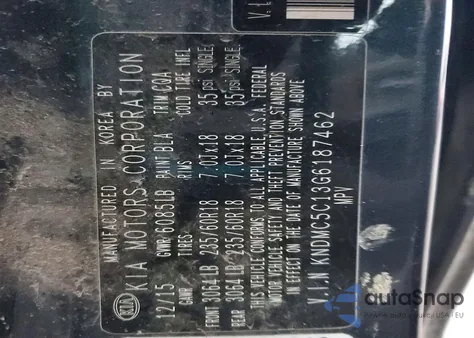 MANUFACTURED IN KOREA BY
KIA KIA MOTORS CORPORATION
12/15 GVWR 6085LB PAINT BLA TRIM CQA
GAWR TIRES RIMS COLD TIRE INFL
FRONT 3064LB 235/60R18 7.0JX18 35psi SINGLE
REAR 3064LB 235/60R18 7.0JX18 35psi SINGLE
THIS VEHICLE CONFORMS TO ALL APPLICABLE U.S.A. FEDERAL
MOTOR VEHICLE SAFETY AND THEFT PREVENTION STANDARDS
IN EFFECT ON THE DATE OF MANUFACTURE SHOWN ABOVE
V.I.N KNDMC5C13G6187462
MPV
V.I
autoSnap